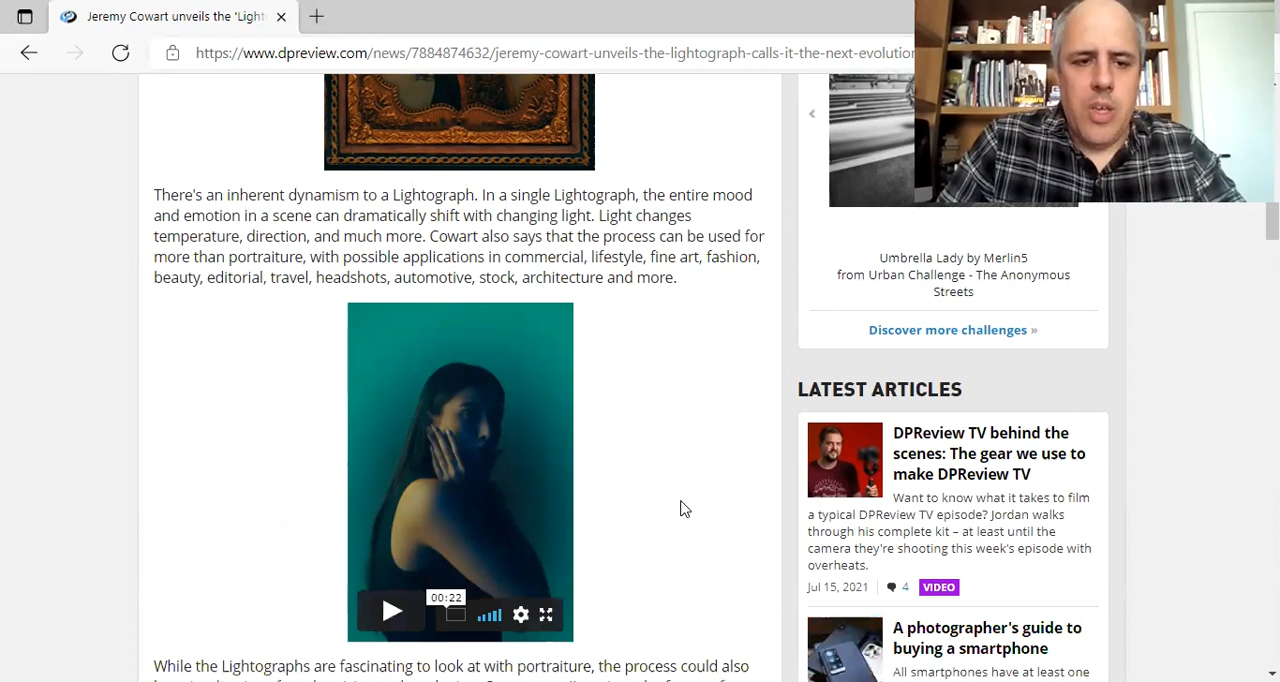 Jeremy Cowart unveils the 'Light
https://www.dpreview.com/news/7884874632/jeremy-cowart-unveils-the-lightograph-calls-it-the-next-evolution
There's an inherent dynamism to a Lightograph. In a single Lightograph, the entire mood
and emotion in a scene can dramatically shift with changing light. Light changes
temperature, direction, and much more. Cowart also says that the process can be used for
more than portraiture, with possible applications in commercial, lifestyle, fine art, fashion,
beauty, editorial, travel, headshots, automotive, stock, architecture and more.
00:22
While the Lightographs are fascinating to look at with portraiture, the process could also
Umbrella Lady by Merlin5
from Urban Challenge - The Anonymous
Streets
Discover more challenges »
LATEST ARTICLES
DPReview TV behind the
scenes: The gear we use to
make DPReview TV
Want to know what it takes to film
a typical DPReview TV episode? Jordan walks
through his complete kit – at least until the
camera they're shooting this week's episode with
overheats.
Jul 15, 2021 4 VIDEO
A photographer's guide to
buying a smartphone
All smartphones have at least one